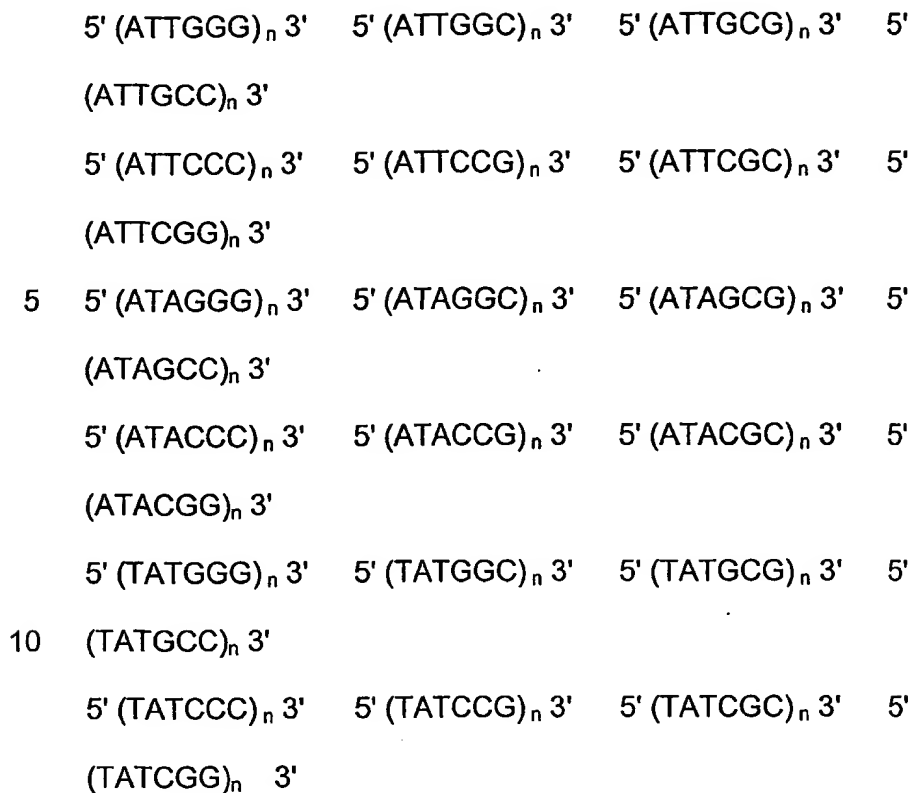 5' (ATTGGG)n 3' 5' (ATTGGC)n 3' 5' (ATTGCG)n 3' 5'
(ATTGCC)n 3'
5' (ATTCCC)n 3' 5' (ATTCCG)n 3' 5' (ATTCGC)n 3' 5'
(ATTCGG)n 3'
5 5' (ATAGGG)n 3' 5' (ATAGGC)n 3' 5' (ATAGCG)n 3' 5'
(ATAGCC)n 3'
5' (ATACCC)n 3' 5' (ATACCG)n 3' 5' (ATACGC)n 3' 5'
(ATACGG)n 3'
5' (TATGGG)n 3' 5' (TATGGC)n 3' 5' (TATGCG)n 3' 5'
10 (TATGCC)n 3'
5' (TATCCC)n 3' 5' (TATCCG)n 3' 5' (TATCGC)n 3' 5'
(TATCGG)n 3'